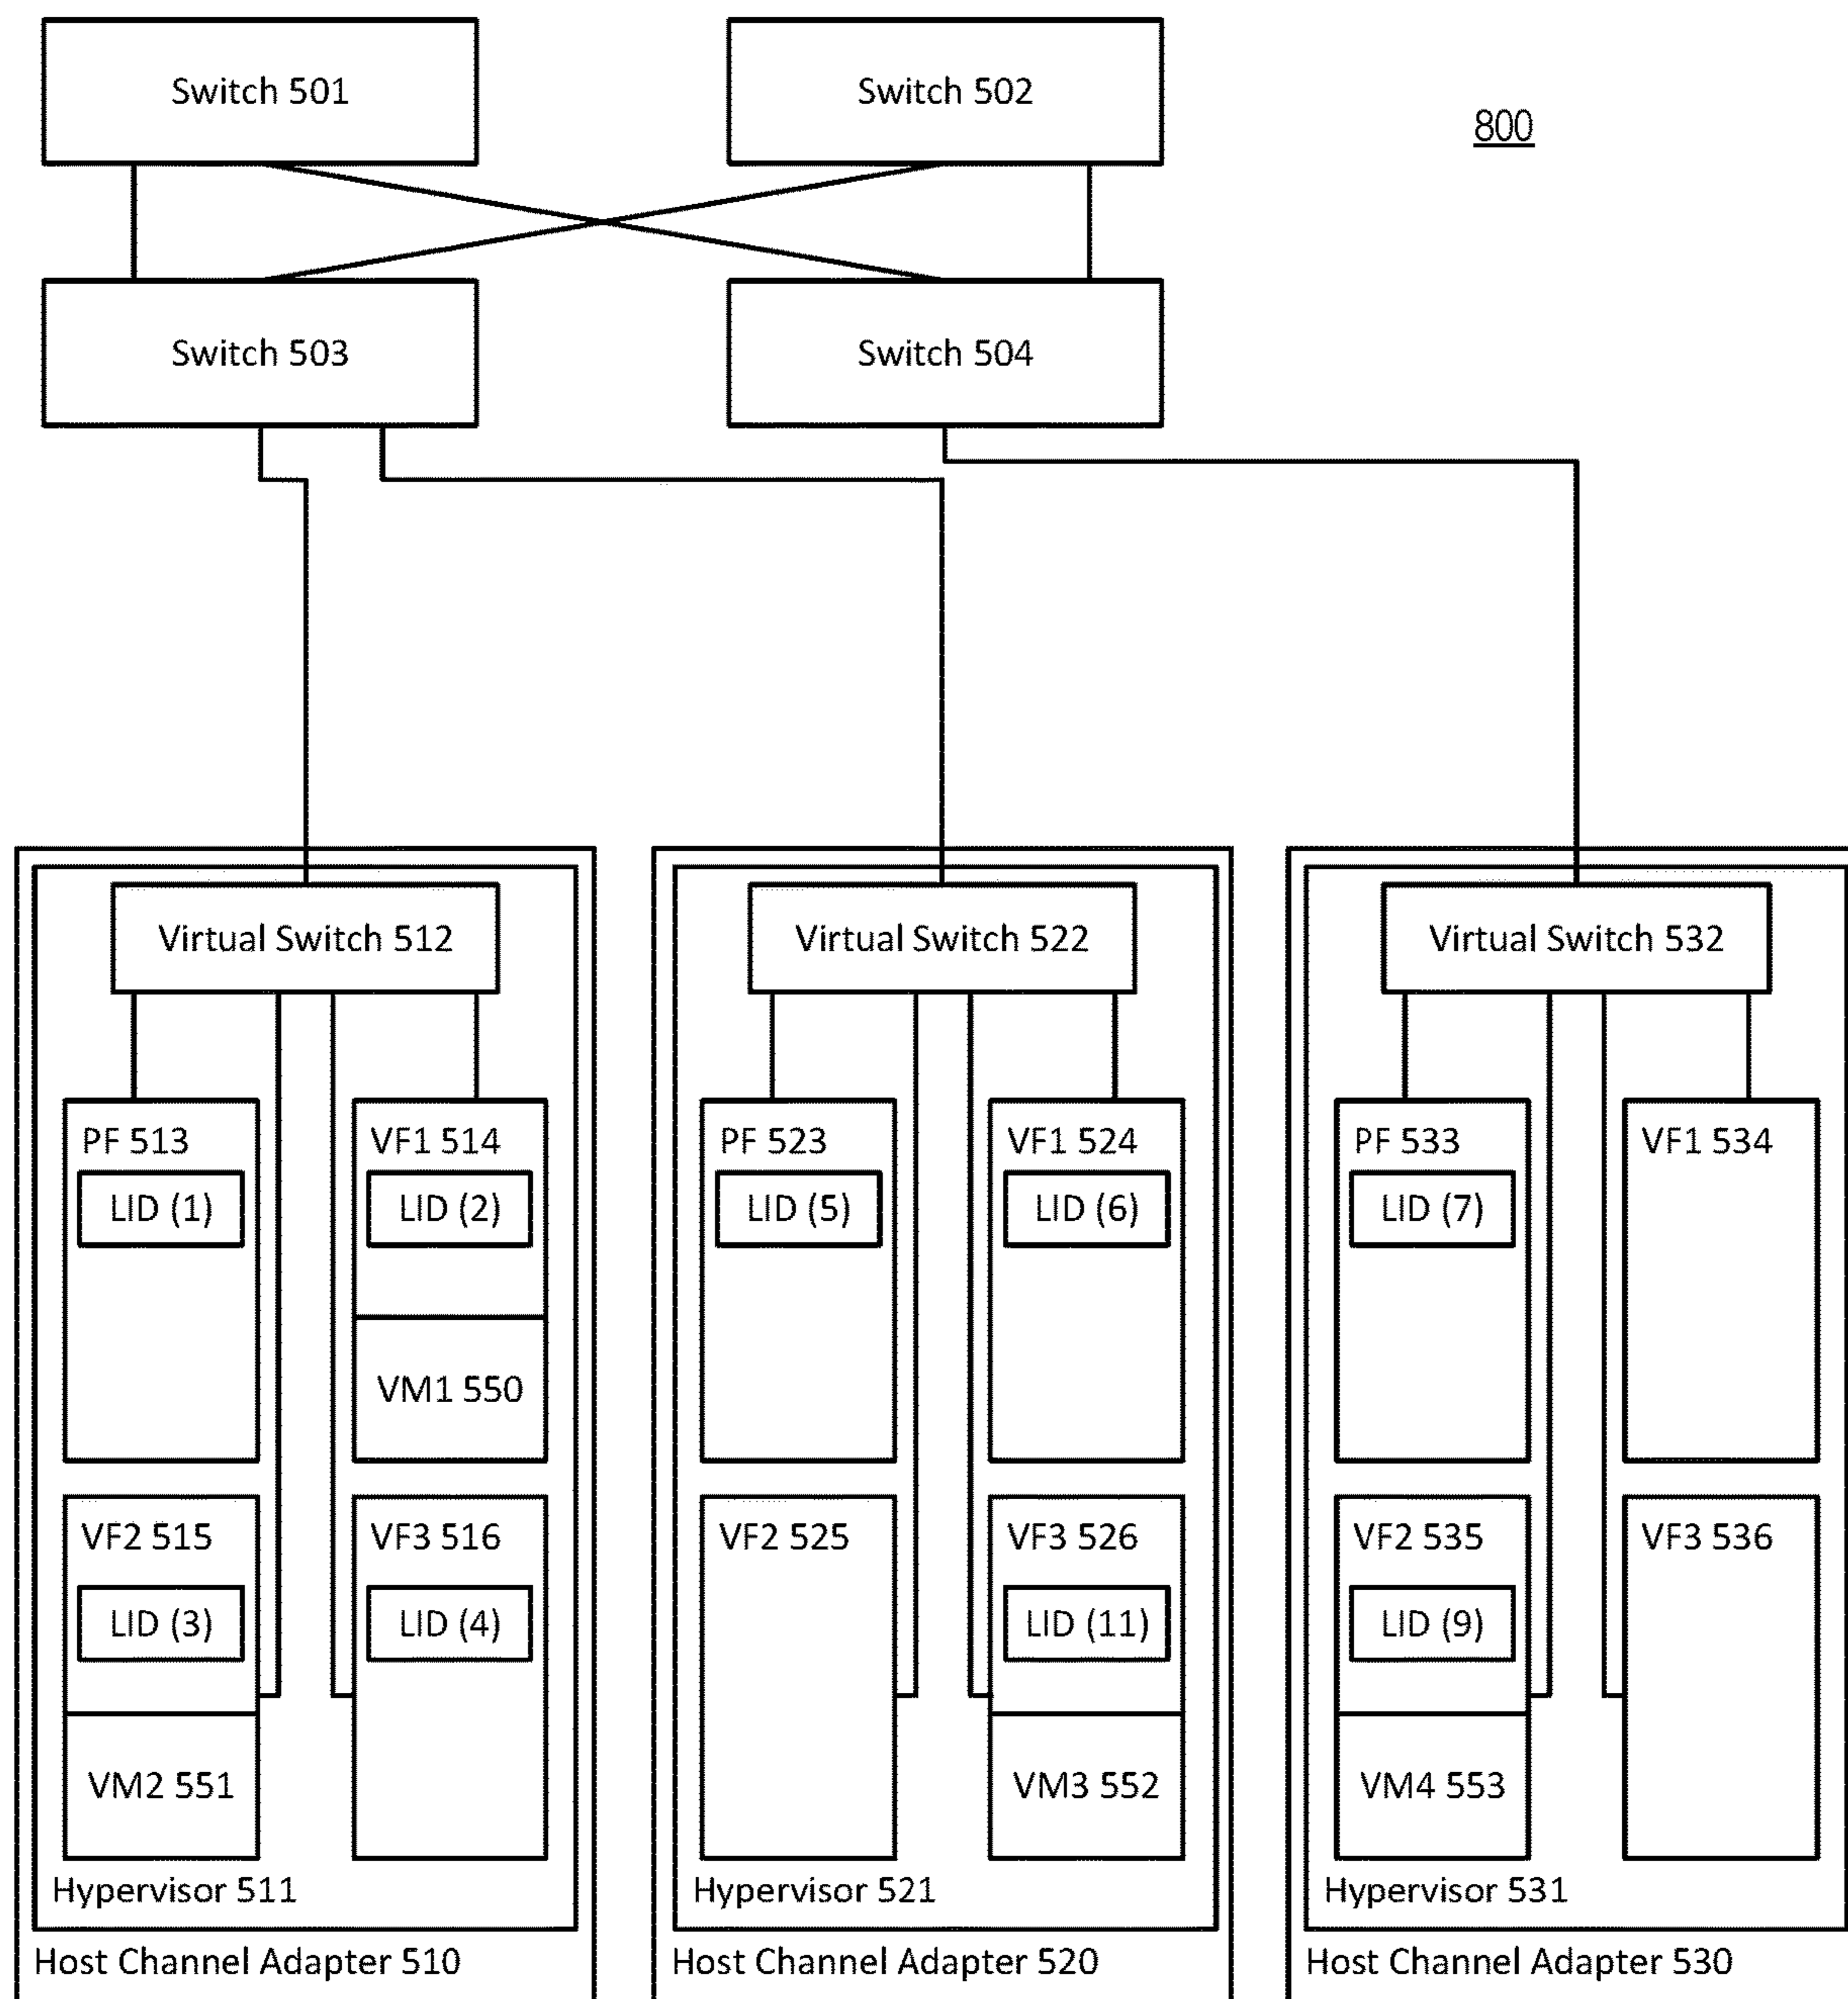 Switch 501
Switch 502
800
Switch 503
Switch 504
Virtual Switch 512
Virtual Switch 522
Virtual Switch 532
PF 513
LID (1)
VF1 514
LID (2)
VM1 550
VF2 515
LID (3)
VM2 551
VF3 516
LID (4)
Hypervisor 511
Host Channel Adapter 510
PF 523
LID (5)
VF1 524
LID (6)
VF2 525
VF3 526
LID (11)
VM3 552
Hypervisor 521
Host Channel Adapter 520
PF 533
LID (7)
VF1 534
VF2 535
LID (9)
VM4 553
VF3 536
Hypervisor 531
Host Channel Adapter 530